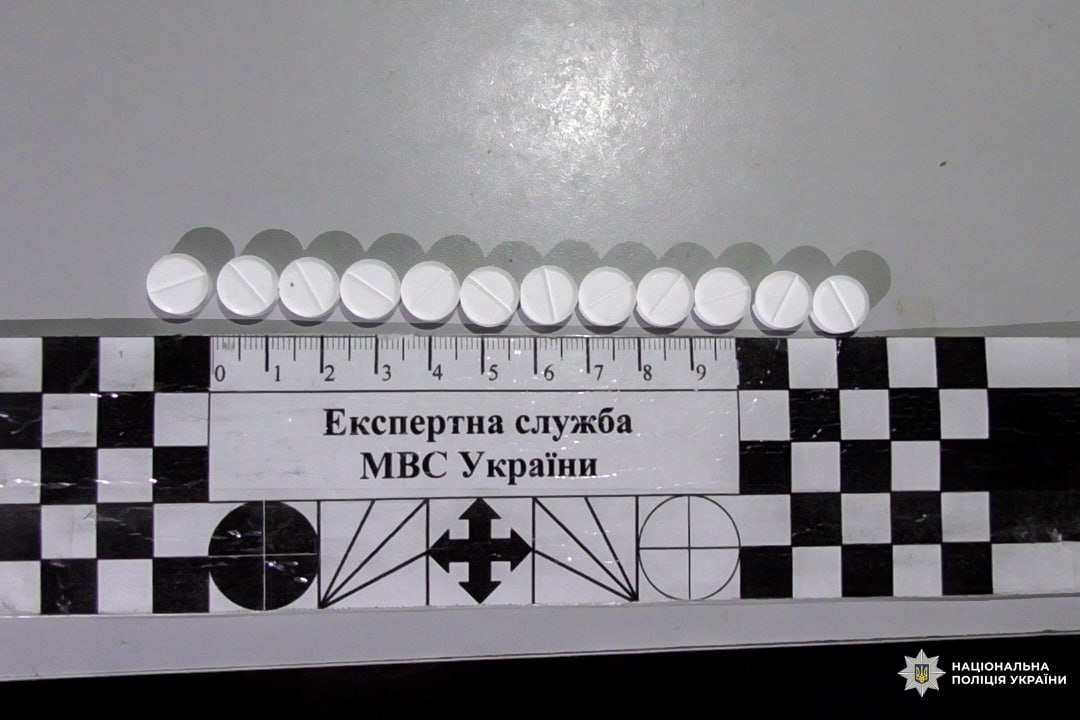 0 1 2 3 4 5 6 7 8 9
Експертна служба
МВС України
НАЦІОНАЛЬНА
ПОЛІЦІЯ УКРАЇНИ